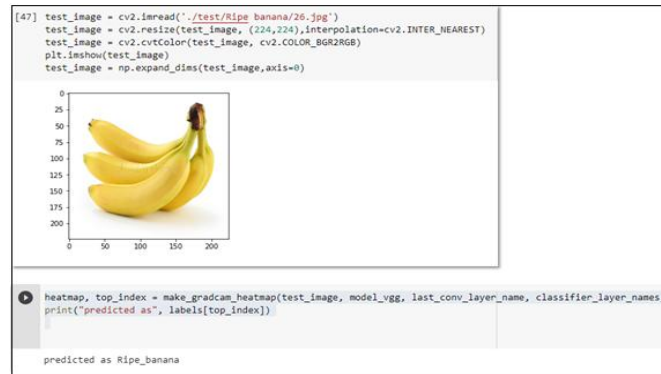 [47] test_image = cv2.imread('./test/Ripe banana/26.jpg')
test_image = cv2.resize(test_image, (224,224),interpolation=cv2.INTER_NEAREST)
test_image = cv2.cvtColor(test_image, cv2.COLOR_BGR2RGB)
plt.imshow(test_image)
test_image = np.expand_dims(test_image,axis=0)
0
25
50
75
100
125
150
175
200
0 50 100 150 200
heatmap, top_index = make_gradcam_heatmap(test_image, model_vgg, last_conv_layer_name, classifier_layer_names
print("predicted as", labels[top_index])
predicted as Ripe_banana